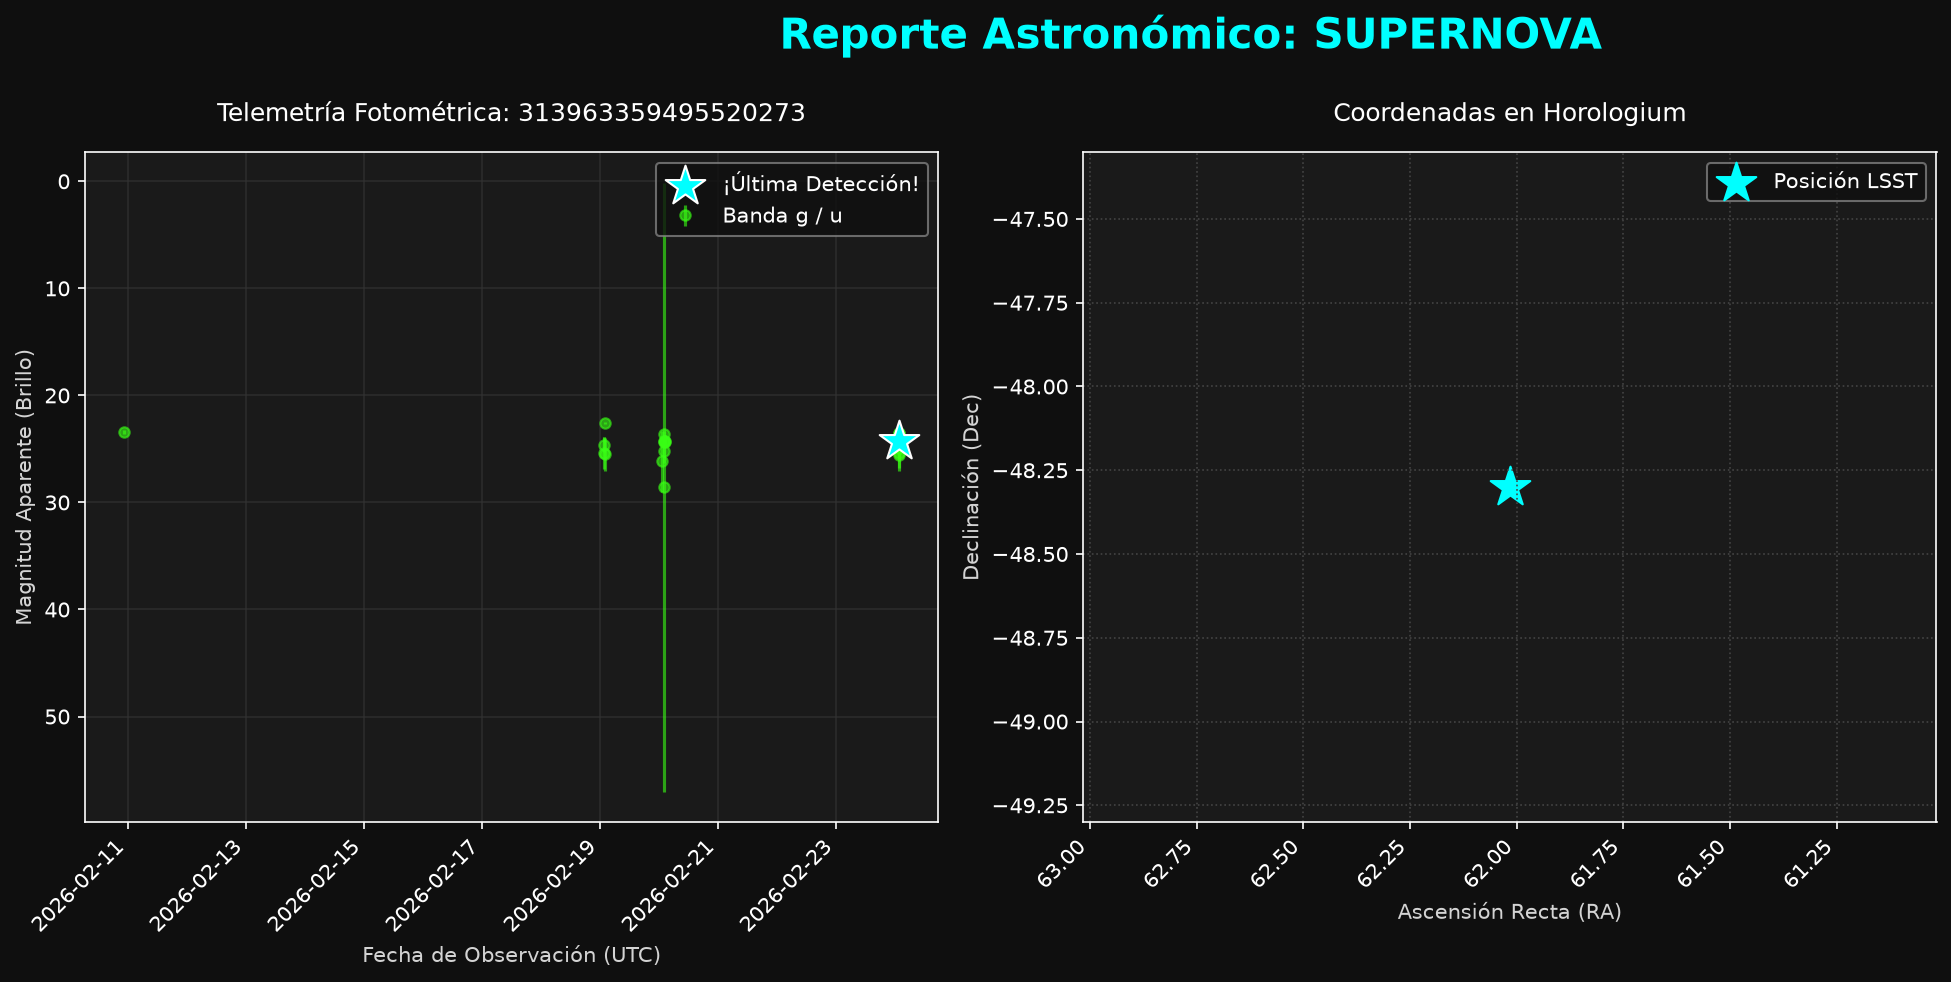 Reporte Astronómico: SUPERNOVA
Telemetría Fotométrica: 313963359495520273
¡Última Detección!
Banda g / u
Magnitud Aparente (Brillo)
0
10
20
30
40
50
2026-02-11
2026-02-13
2026-02-15
2026-02-17
2026-02-19
2026-02-21
2026-02-23
Fecha de Observación (UTC)
Coordenadas en Horologium
Posición LSST
Declinación (Dec)
−47.50
−47.75
−48.00
−48.25
−48.50
−48.75
−49.00
−49.25
63.00
62.75
62.50
62.25
62.00
61.75
61.50
61.25
Ascensión Recta (RA)